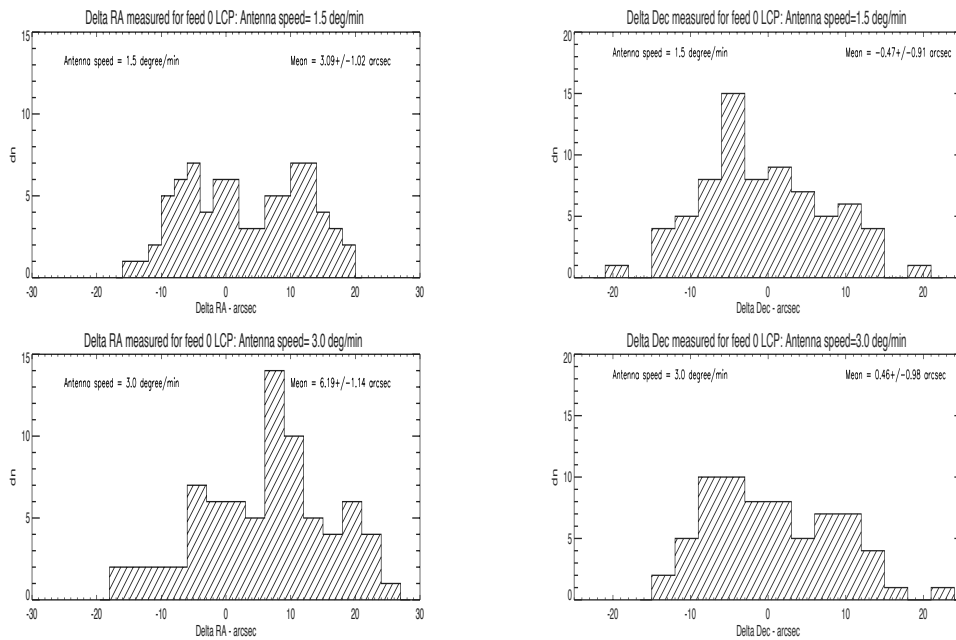 Delta RA measured for feed 0 LCP: Antenna speed= 1.5 deg/min
15
10
5
0
Antenna speed = 1.5 degree/min
Mean = 3.09+/-1.02 arcsec
dn
-30
-20
-10
0
10
20
30
Delta RA - arcsec
Delta Dec measured for feed 0 LCP: Antenna speed=1.5 deg/min
20
15
10
5
0
Antenna speed = 1.5 degree/min
Mean = -0.47+/-0.91 arcsec
dn
-20
-10
0
10
20
Delta Dec - arcsec
Delta RA measured for feed 0 LCP: Antenna speed= 3.0 deg/min
15
10
5
0
Antenna speed = 3.0 degree/min
Mean = 6.19+/-1.14 arcsec
dn
-30
-20
-10
0
10
20
30
Delta RA - arcsec
Delta Dec measured for feed 0 LCP: Antenna speed=3.0 deg/min
20
15
10
5
0
Antenna speed = 3.0 degree/min
Mean = 0.46+/-0.98 arcsec
dn
-20
-10
0
10
20
Delta Dec - arcsec